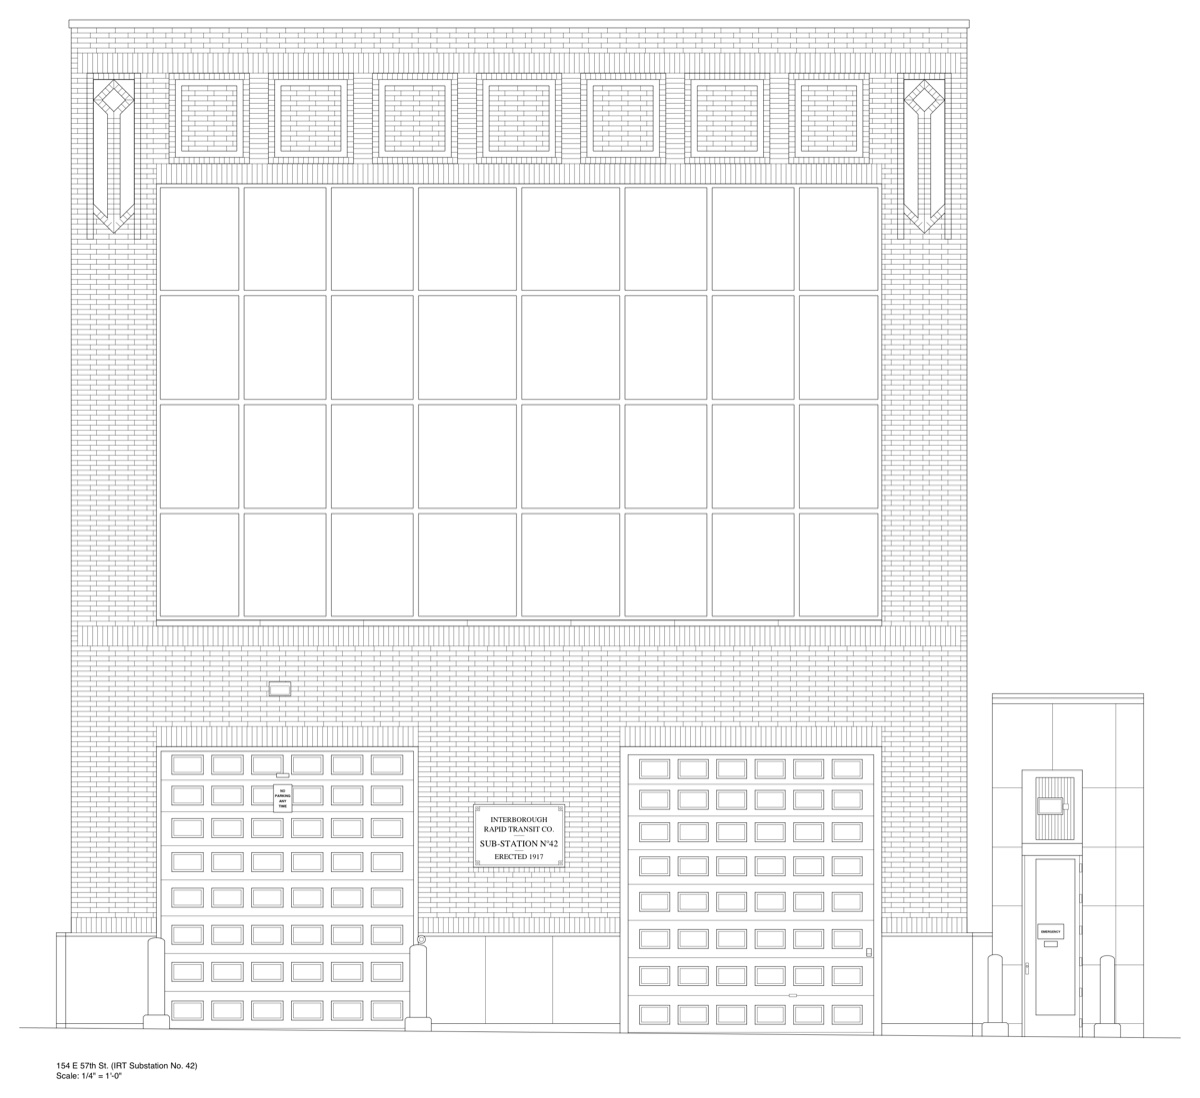 NO
PARKING
ANY
TIME
INTERBOROUGH
RAPID TRANSIT CO.
SUB-STATION N°42
ERECTED 1917
EMERGENCY
154 E 57th St. (IRT Substation No. 42)
Scale: 1/4" = 1'-0"